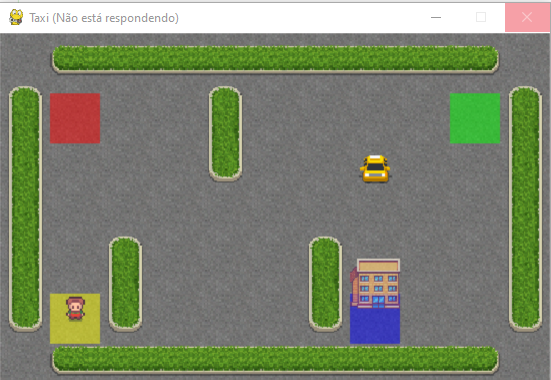 Taxi (Não está respondendo)